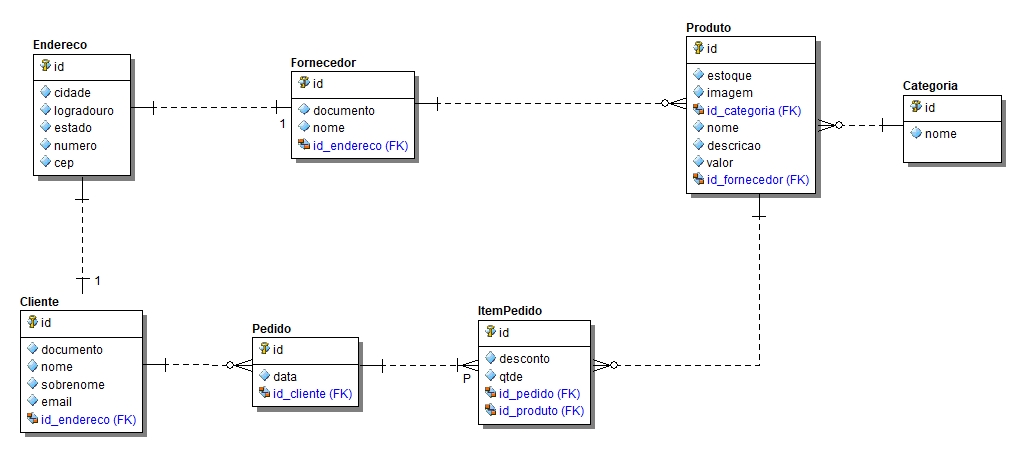 Endereco
id
cidade
logradouro
estado
numero
cep
1
Fornecedor
id
documento
nome
id_endereco (FK)
1
Produto
id
estoque
imagem
id_categoria (FK)
nome
descricao
valor
id_fornecedor (FK)
Categoria
id
nome
Cliente
id
documento
nome
sobrenome
email
id_endereco (FK)
Pedido
id
data
id_cliente (FK)
P
ItemPedido
id
desconto
qtde
id_pedido (FK)
id_produto (FK)